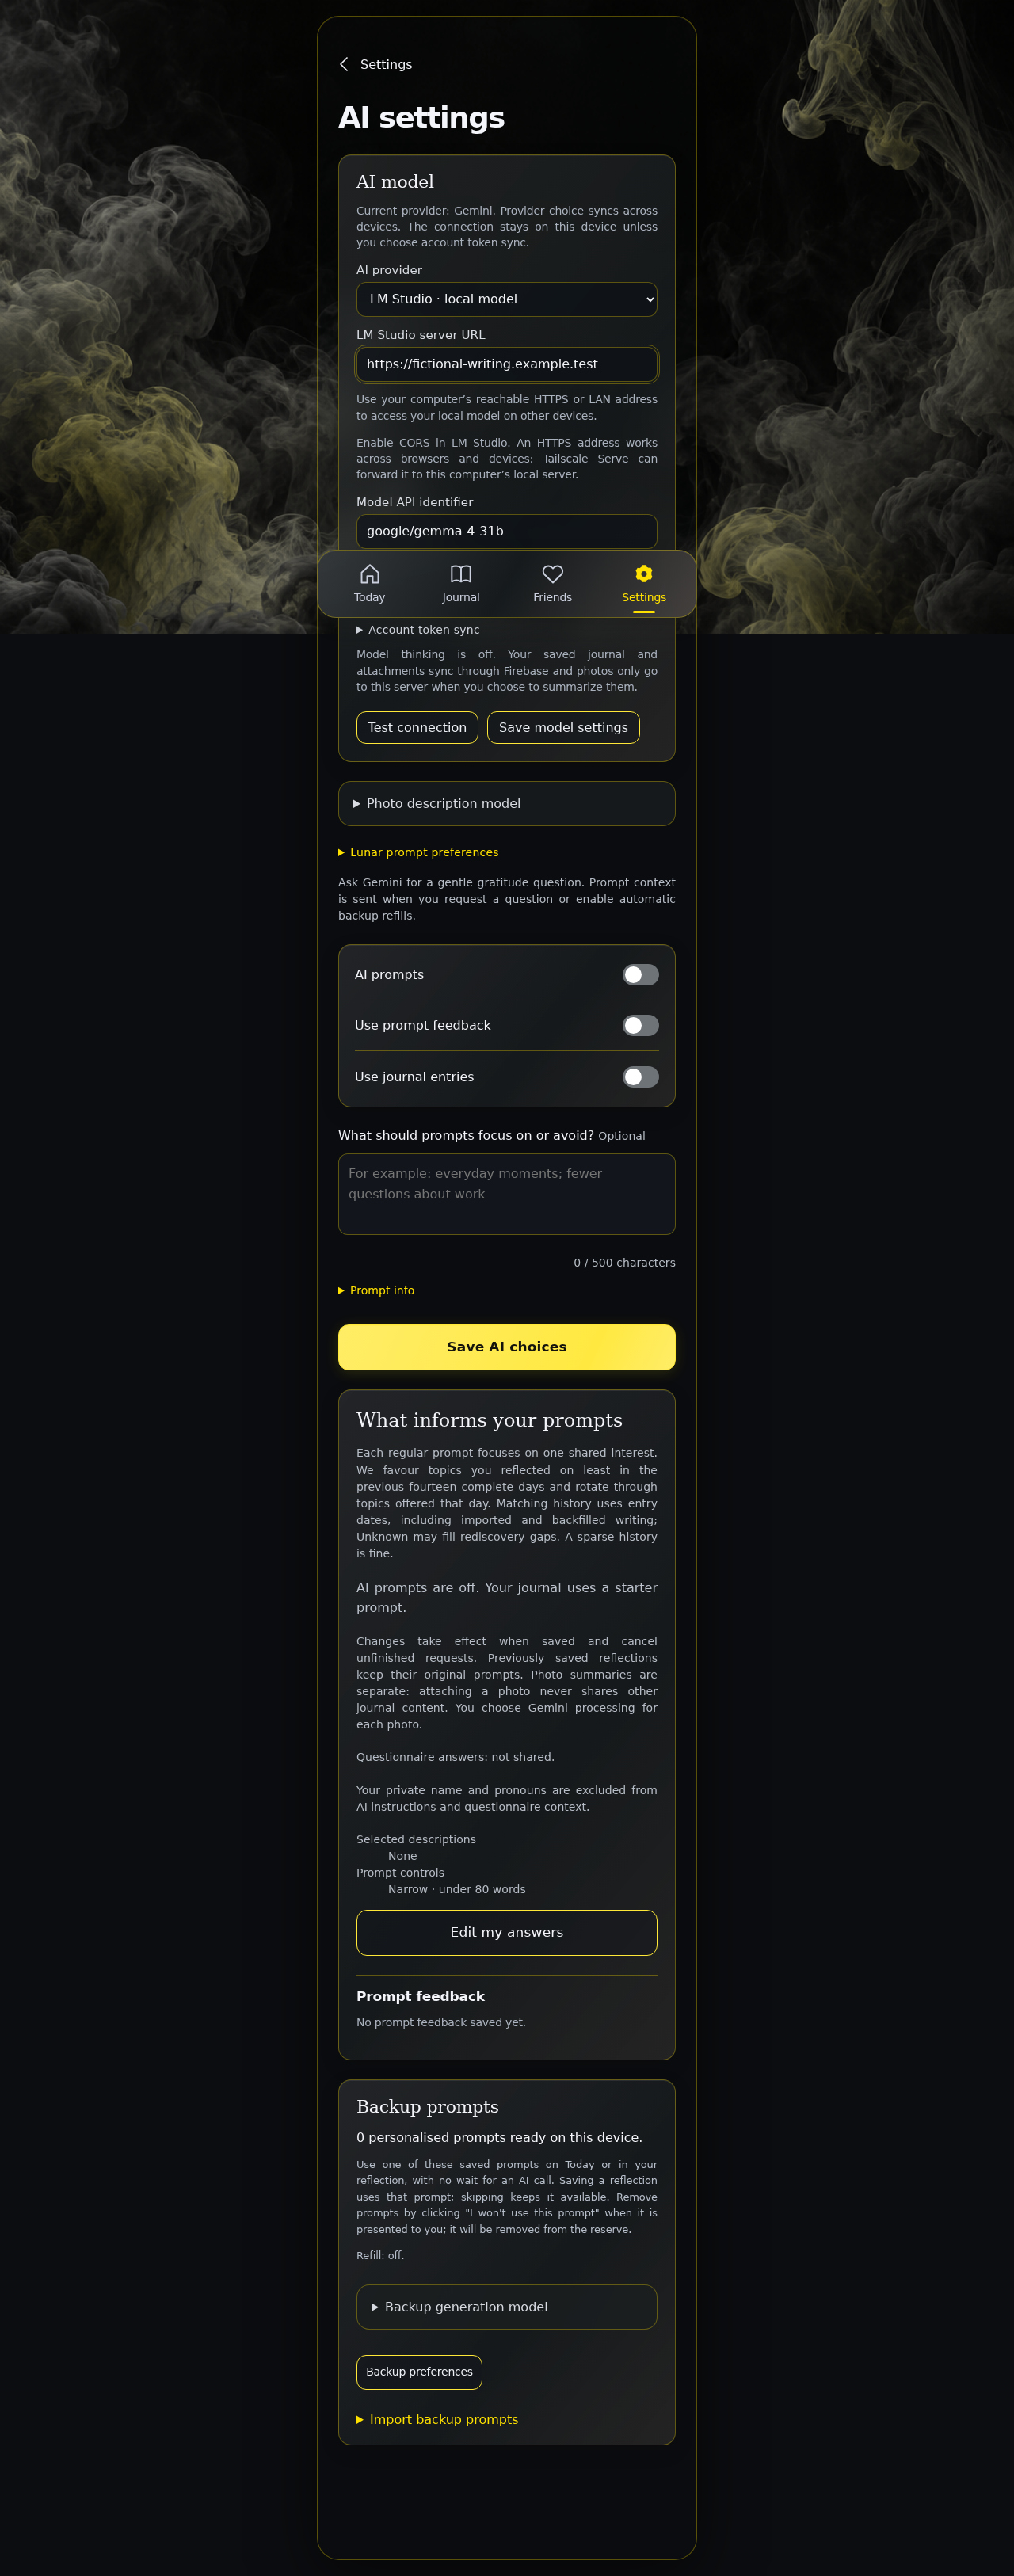 Settings
AI settings
AI model
Current provider: Gemini. Provider choice syncs across
devices. The connection stays on this device unless
you choose account token sync.
AI provider
LM Studio · local model
LM Studio server URL
https://fictional-writing.example.test
Use your computer’s reachable HTTPS or LAN address
to access your local model on other devices.
Enable CORS in LM Studio. An HTTPS address works
across browsers and devices; Tailscale Serve can
forward it to this computer’s local server.
Model API identifier
google/gemma-4-31b
Today
Journal
Friends
Settings
Account token sync
Model thinking is off. Your saved journal and
attachments sync through Firebase and photos only go
to this server when you choose to summarize them.
Test connection
Save model settings
Photo description model
Lunar prompt preferences
Ask Gemini for a gentle gratitude question. Prompt context
is sent when you request a question or enable automatic
backup refills.
AI prompts
Use prompt feedback
Use journal entries
What should prompts focus on or avoid? Optional
For example: everyday moments; fewer
questions about work
0 / 500 characters
Prompt info
Save AI choices
What informs your prompts
Each regular prompt focuses on one shared interest.
We favour topics you reflected on least in the
previous fourteen complete days and rotate through
topics offered that day. Matching history uses entry
dates, including imported and backfilled writing;
Unknown may fill rediscovery gaps. A sparse history
is fine.
AI prompts are off. Your journal uses a starter
prompt.
Changes take effect when saved and cancel
unfinished requests. Previously saved reflections
keep their original prompts. Photo summaries are
separate: attaching a photo never shares other
journal content. You choose Gemini processing for
each photo.
Questionnaire answers: not shared.
Your private name and pronouns are excluded from
AI instructions and questionnaire context.
Selected descriptions
None
Prompt controls
Narrow · under 80 words
Edit my answers
Prompt feedback
No prompt feedback saved yet.
Backup prompts
0 personalised prompts ready on this device.
Use one of these saved prompts on Today or in your
reflection, with no wait for an AI call. Saving a reflection
uses that prompt; skipping keeps it available. Remove
prompts by clicking "I won't use this prompt" when it is
presented to you; it will be removed from the reserve.
Refill: off.
Backup generation model
Backup preferences
Import backup prompts